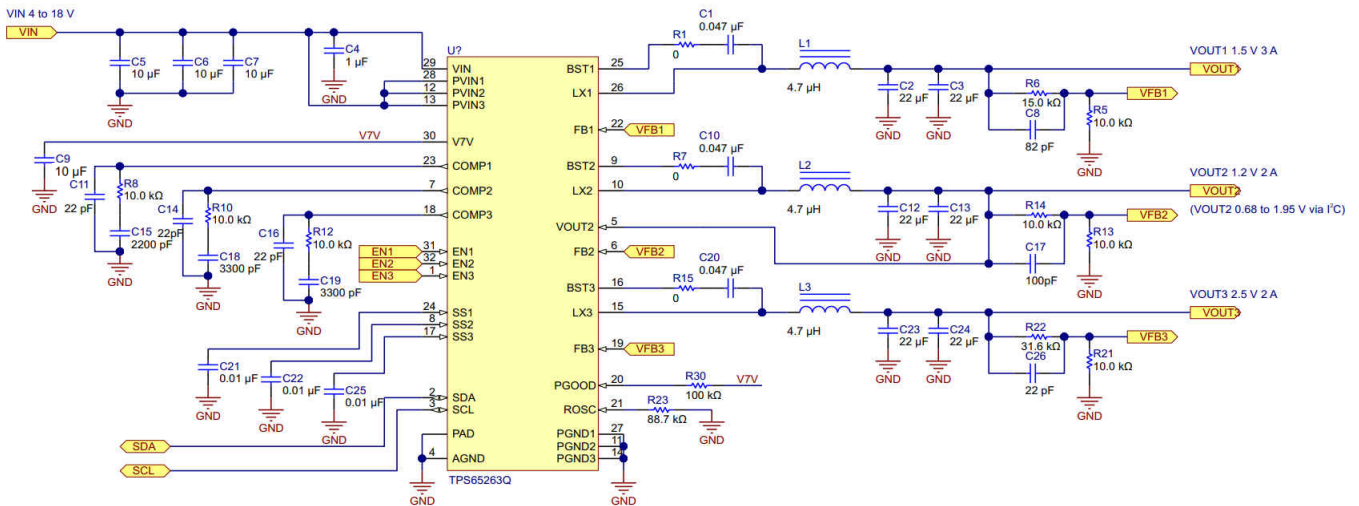 VIN 4 to 18 V
VIN
C5
10 µF
C6
10 µF
C7
10 µF
GND
C4
1 µF
GND
U?
29 VIN
28 PVIN1
12 PVIN2
13 PVIN3
V7V
30 V7V
C9
10 µF
GND
23 COMP1
C11
22 pF
R8
10.0 kΩ
C15
2200 pF
GND
7 COMP2
C14
22pF
R10
10.0 kΩ
C18
3300 pF
GND
18 COMP3
C16
22 pF
R12
10.0 kΩ
C19
3300 pF
GND
EN1 31 EN1
EN2 32 EN2
EN3 1 EN3
24 SS1
8 SS2
17 SS3
C21
0.01 µF
GND
C22
0.01 µF
GND
C25
0.01 µF
GND
2 SDA
3 SCL
SDA
SCL
PAD
4 AGND
GND
TPS65263Q
BST1 25
LX1 26
FB1 22 VFB1
BST2 9
LX2 10
VOUT2 5
FB2 6 VFB2
BST3 16
LX3 15
FB3 19 VFB3
PGOOD 20
R30
100 kΩ
V7V
ROSC 21
R23
88.7 kΩ
GND
PGND1 27
PGND2 11
PGND3 14
GND
R1
0
C1
0.047 µF
L1
4.7 µH
C2
22 µF
GND
C3
22 µF
GND
VOUT1 1.5 V 3 A
VOUT1
R6
15.0 kΩ
C8
82 pF
VFB1
R5
10.0 kΩ
GND
R7
0
C10
0.047 µF
L2
4.7 µH
C12
22 µF
GND
C13
22 µF
GND
VOUT2 1.2 V 2 A
VOUT2
(VOUT2 0.68 to 1.95 V via I²C)
R14
10.0 kΩ
C17
100pF
VFB2
R13
10.0 kΩ
GND
R15
0
C20
0.047 µF
L3
4.7 µH
C23
22 µF
GND
C24
22 µF
GND
VOUT3 2.5 V 2 A
VOUT3
R22
31.6 kΩ
C26
22 pF
VFB3
R21
10.0 kΩ
GND